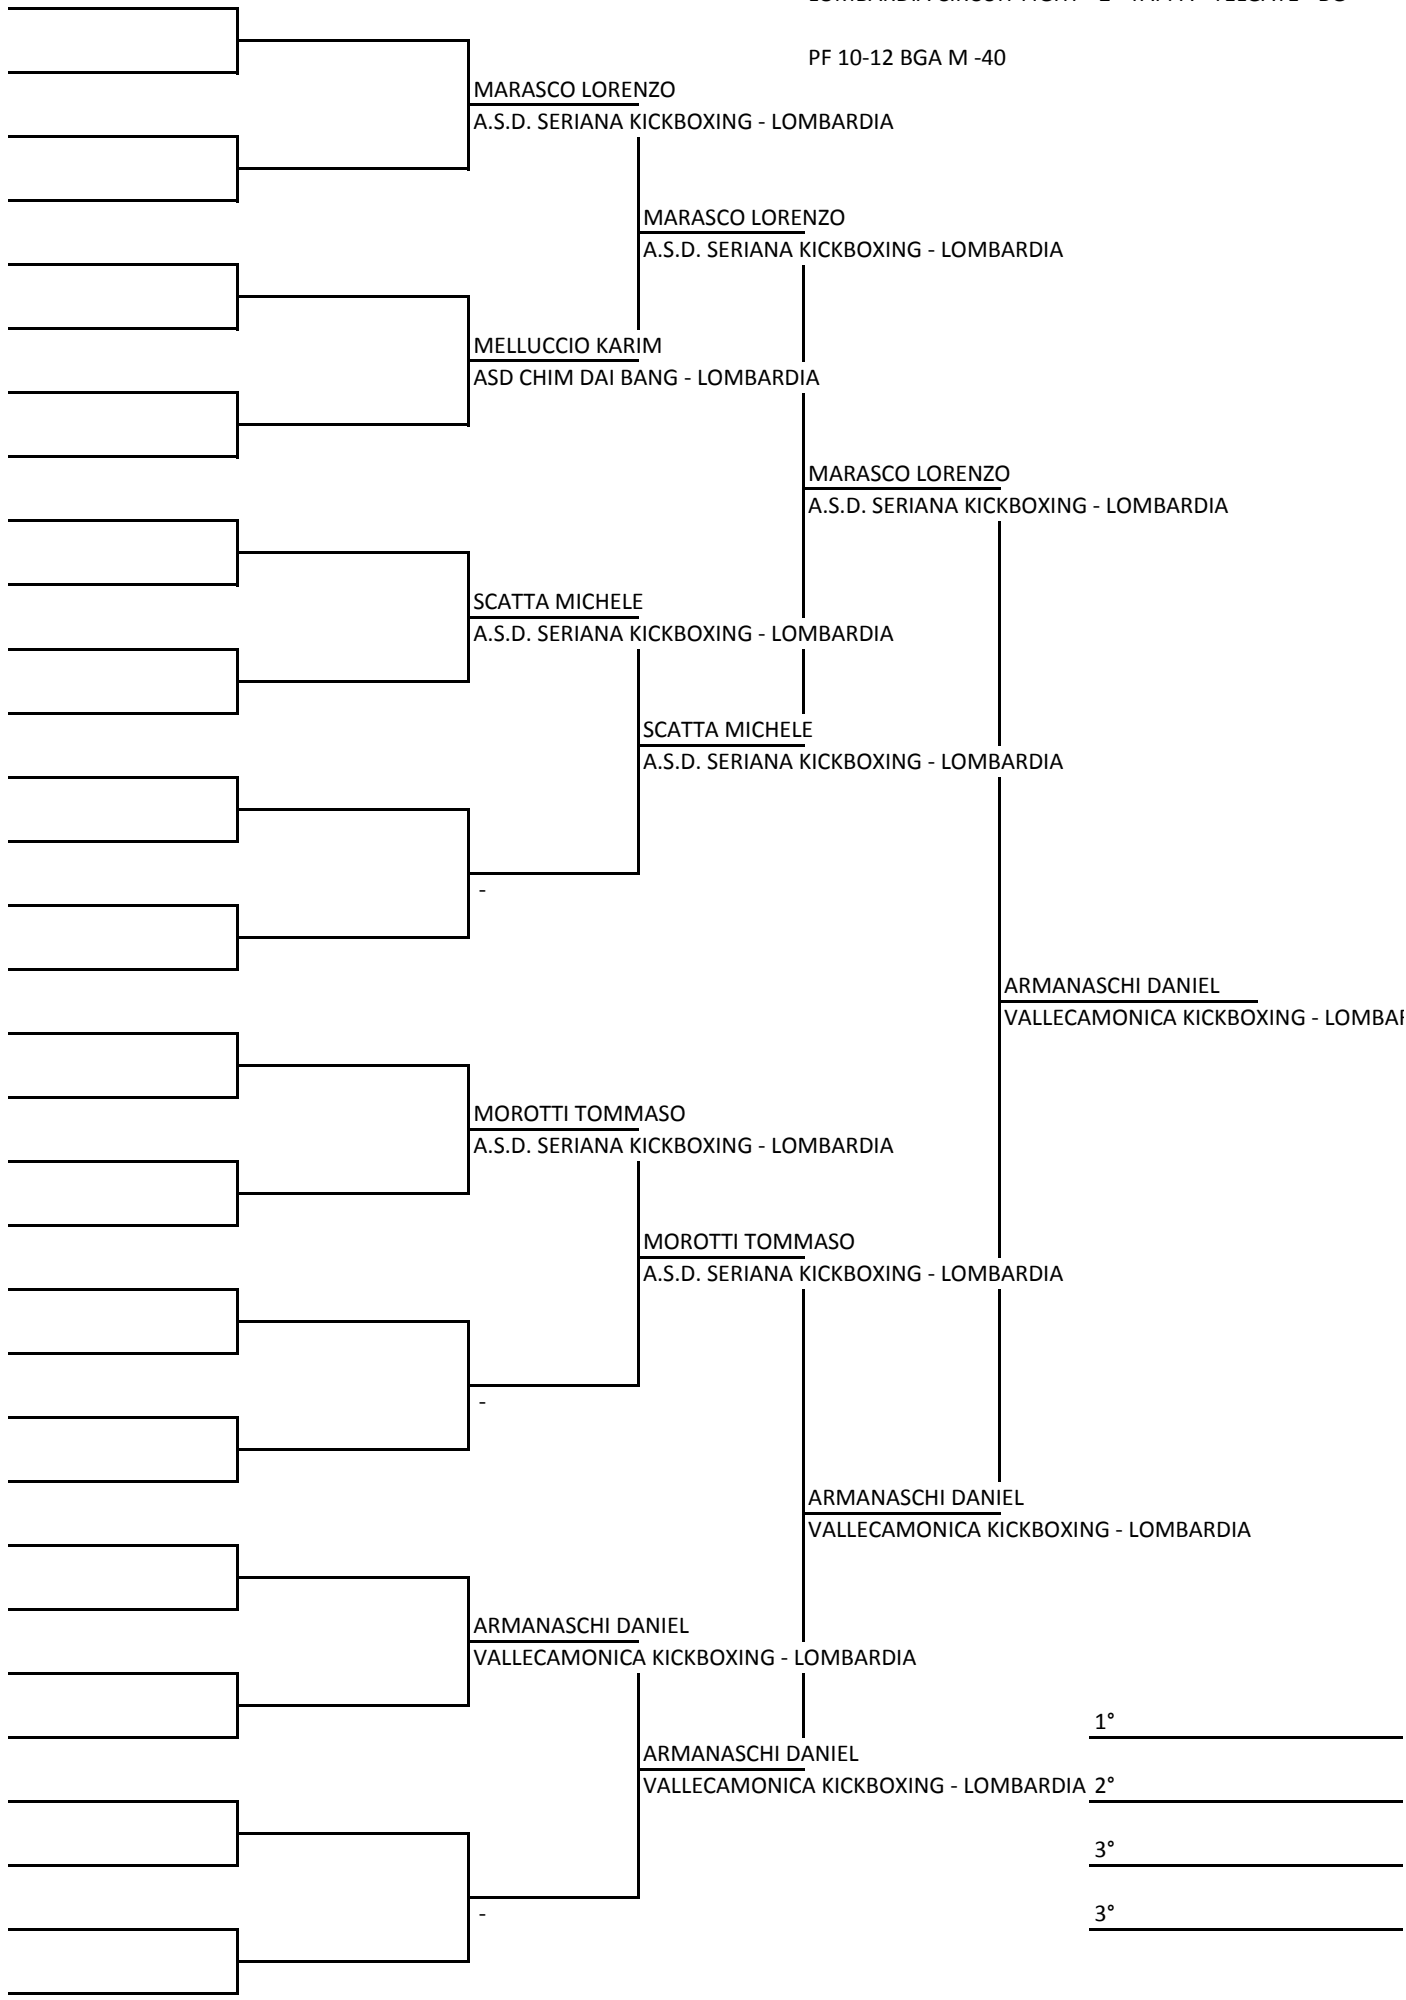 PF 10-12 BGA M -40
MARASCO LORENZO
A.S.D. SERIANA KICKBOXING - LOMBARDIA
MARASCO LORENZO
A.S.D. SERIANA KICKBOXING - LOMBARDIA
MELLUCCIO KARIM
ASD CHIM DAI BANG - LOMBARDIA
MARASCO LORENZO
A.S.D. SERIANA KICKBOXING - LOMBARDIA
SCATTA MICHELE
A.S.D. SERIANA KICKBOXING - LOMBARDIA
SCATTA MICHELE
A.S.D. SERIANA KICKBOXING - LOMBARDIA
-
ARMANASCHI DANIEL
VALLECAMONICA KICKBOXING - LOMBAR
MOROTTI TOMMASO
A.S.D. SERIANA KICKBOXING - LOMBARDIA
MOROTTI TOMMASO
A.S.D. SERIANA KICKBOXING - LOMBARDIA
-
ARMANASCHI DANIEL
VALLECAMONICA KICKBOXING - LOMBARDIA
ARMANASCHI DANIEL
VALLECAMONICA KICKBOXING - LOMBARDIA
1°
ARMANASCHI DANIEL
VALLECAMONICA KICKBOXING - LOMBARDIA 2°
3°
-
3°